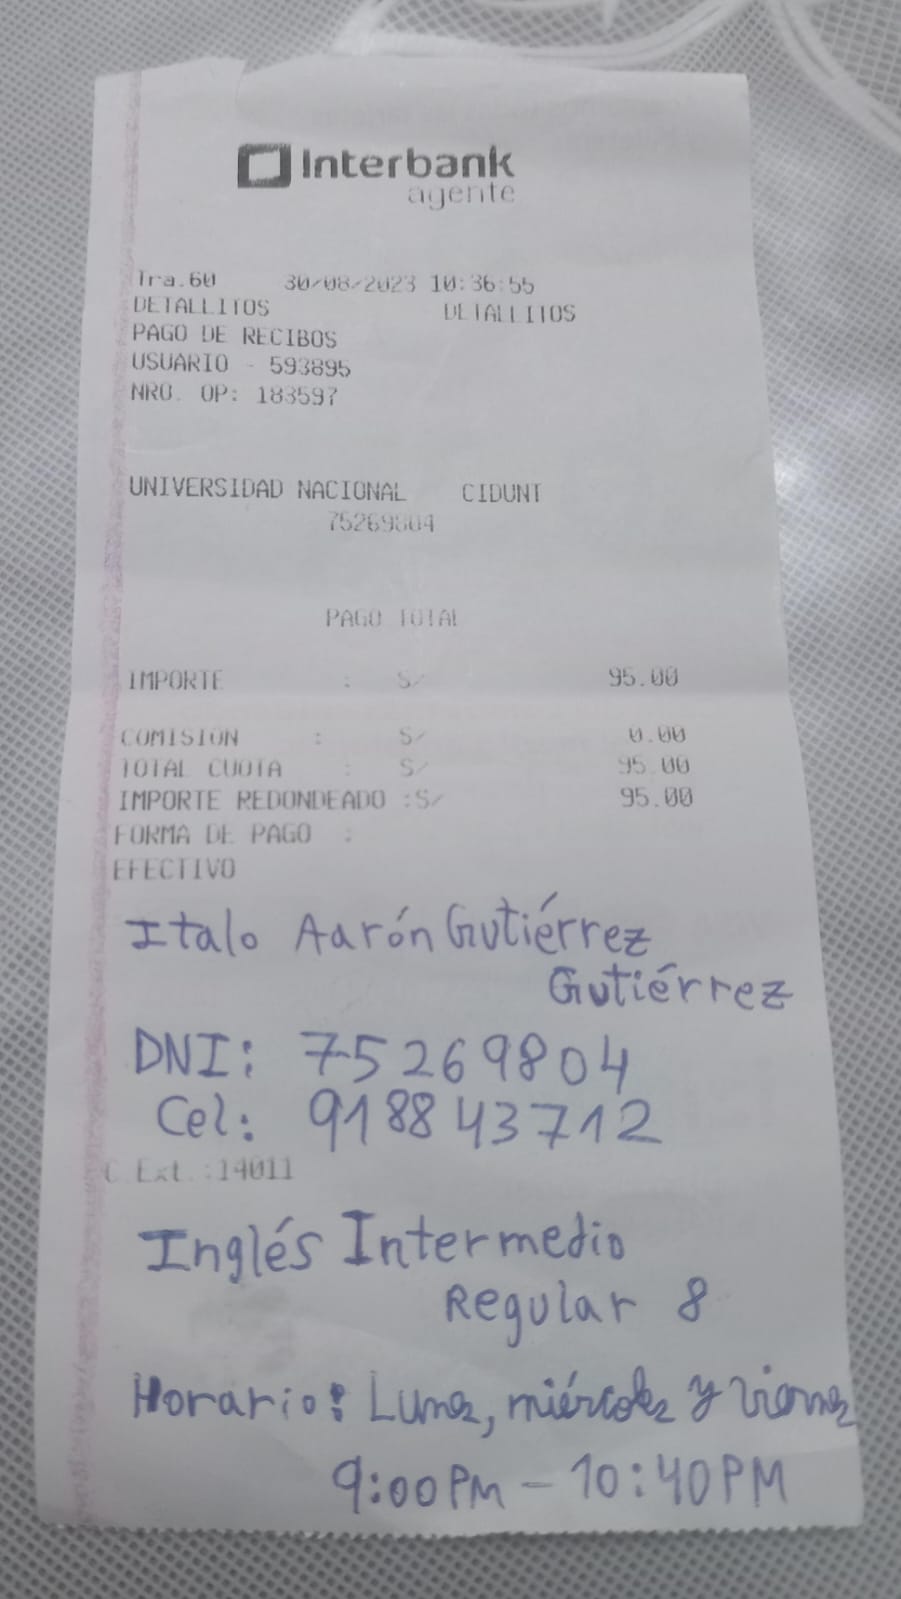 Interbank
agente
Tra.60 30/08/2023 10:36:55
DETALLITOS DETALLITOS
PAGO DE RECIBOS
USUARIO - 593895
NRO. OP: 183597
UNIVERSIDAD NACIONAL CIDUNT
75269804
PAGO TOTAL
IMPORTE : S/ 95.00
COMISION : S/ 0.00
TOTAL CUOTA : S/ 95.00
IMPORTE REDONDEADO :S/ 95.00
FORMA DE PAGO :
EFECTIVO
Italo Aarón Gutiérrez
Gutiérrez
DNI: 75269804
Cel: 918843712
C.Ext.:14011
Inglés Intermedio
Regular 8
Horario: Lunes, miércoles y viernes
9:00PM - 10:40PM